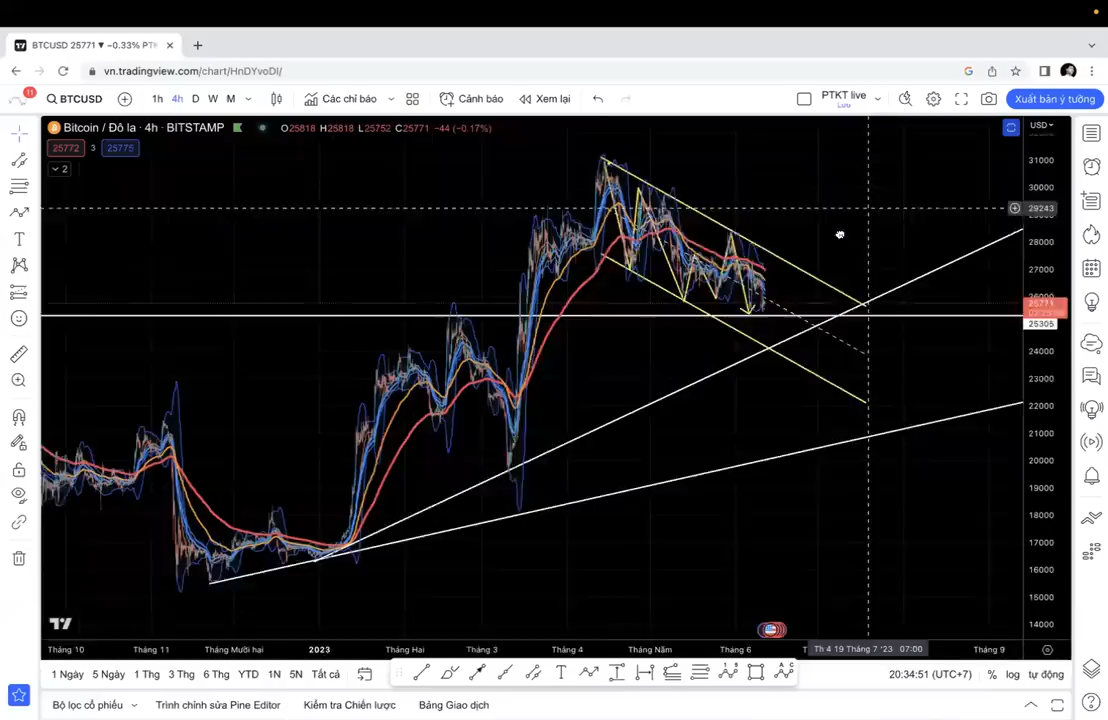 BTCUSD 25771 ▼ −0.33% PTK
vn.tradingview.com/chart/HnDYvoDl/
11
BTCUSD
1h 4h D W M
Các chỉ báo
Cảnh báo
Xem lại
PTKT live
Lưu
Xuất bản ý tưởng
Bitcoin / Đô la · 4h · BITSTAMP
O25818 H25818 L25752 C25771 −44 (−0.17%)
USD
25772 3 25775
2
31000
30000
29243
28000
27000
25771
25305
24000
23000
22000
21000
20000
19000
18000
17000
16000
15000
14000
Tháng 10 Tháng 11 Tháng Mười hai 2023 Tháng Hai Tháng 3 Tháng 4 Tháng Năm Tháng 6 Th 4 19 Tháng 7 '23 07:00 Tháng 9
1 Ngày 5 Ngày 1 Thg 3 Thg 6 Thg YTD 1N 5N Tất cả
20:34:51 (UTC+7) % log tự động
Bộ lọc cổ phiếu Trình chỉnh sửa Pine Editor Kiểm tra Chiến lược Bảng Giao dịch